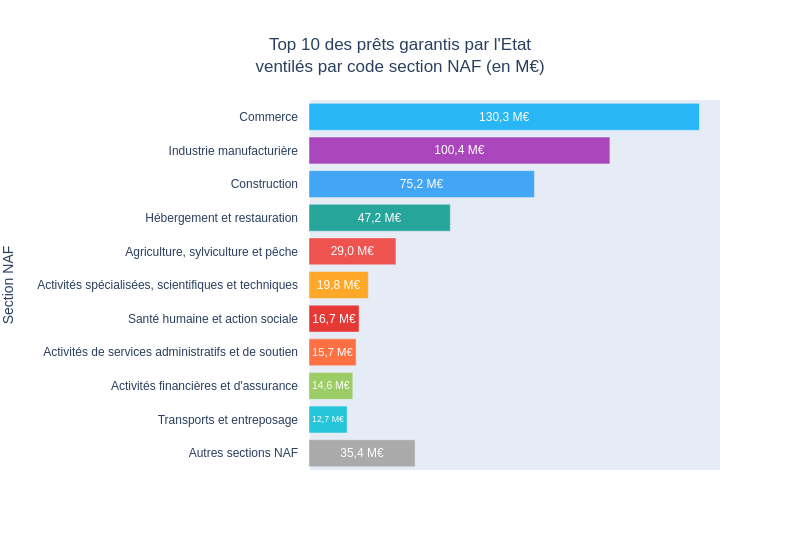 Top 10 des prêts garantis par l'Etat
ventilés par code section NAF (en M€)
Section NAF
Commerce 130,3 M€
Industrie manufacturière 100,4 M€
Construction 75,2 M€
Hébergement et restauration 47,2 M€
Agriculture, sylviculture et pêche 29,0 M€
Activités spécialisées, scientifiques et techniques 19,8 M€
Santé humaine et action sociale 16,7 M€
Activités de services administratifs et de soutien 15,7 M€
Activités financières et d'assurance 14,6 M€
Transports et entreposage 12,7 M€
Autres sections NAF 35,4 M€